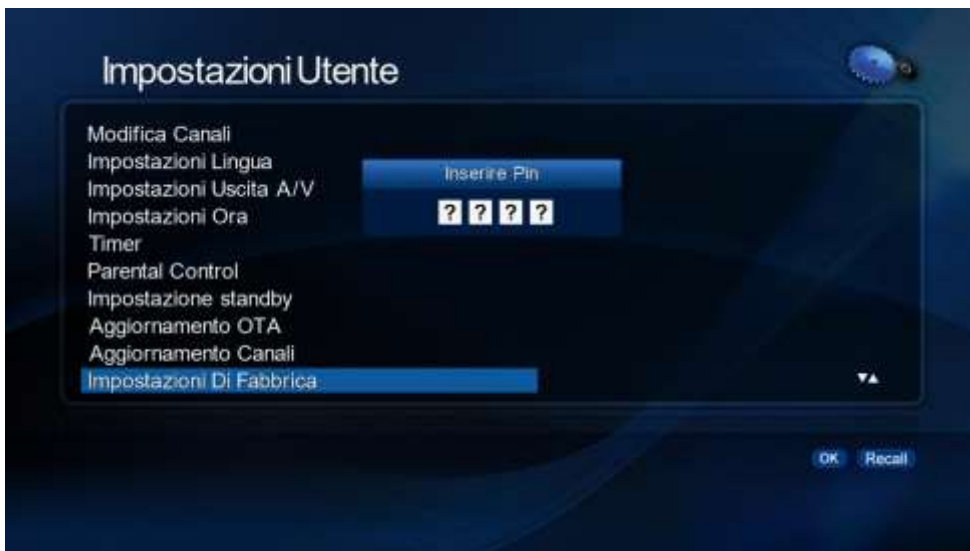 Impostazioni Utente
Modifica Canali
Impostazioni Lingua
Impostazioni Uscita A/V
Impostazioni Ora
Timer
Parental Control
Impostazione standby
Aggiornamento OTA
Aggiornamento Canali
Impostazioni Di Fabbrica
Inserire Pin
? ? ? ?
OK Recall